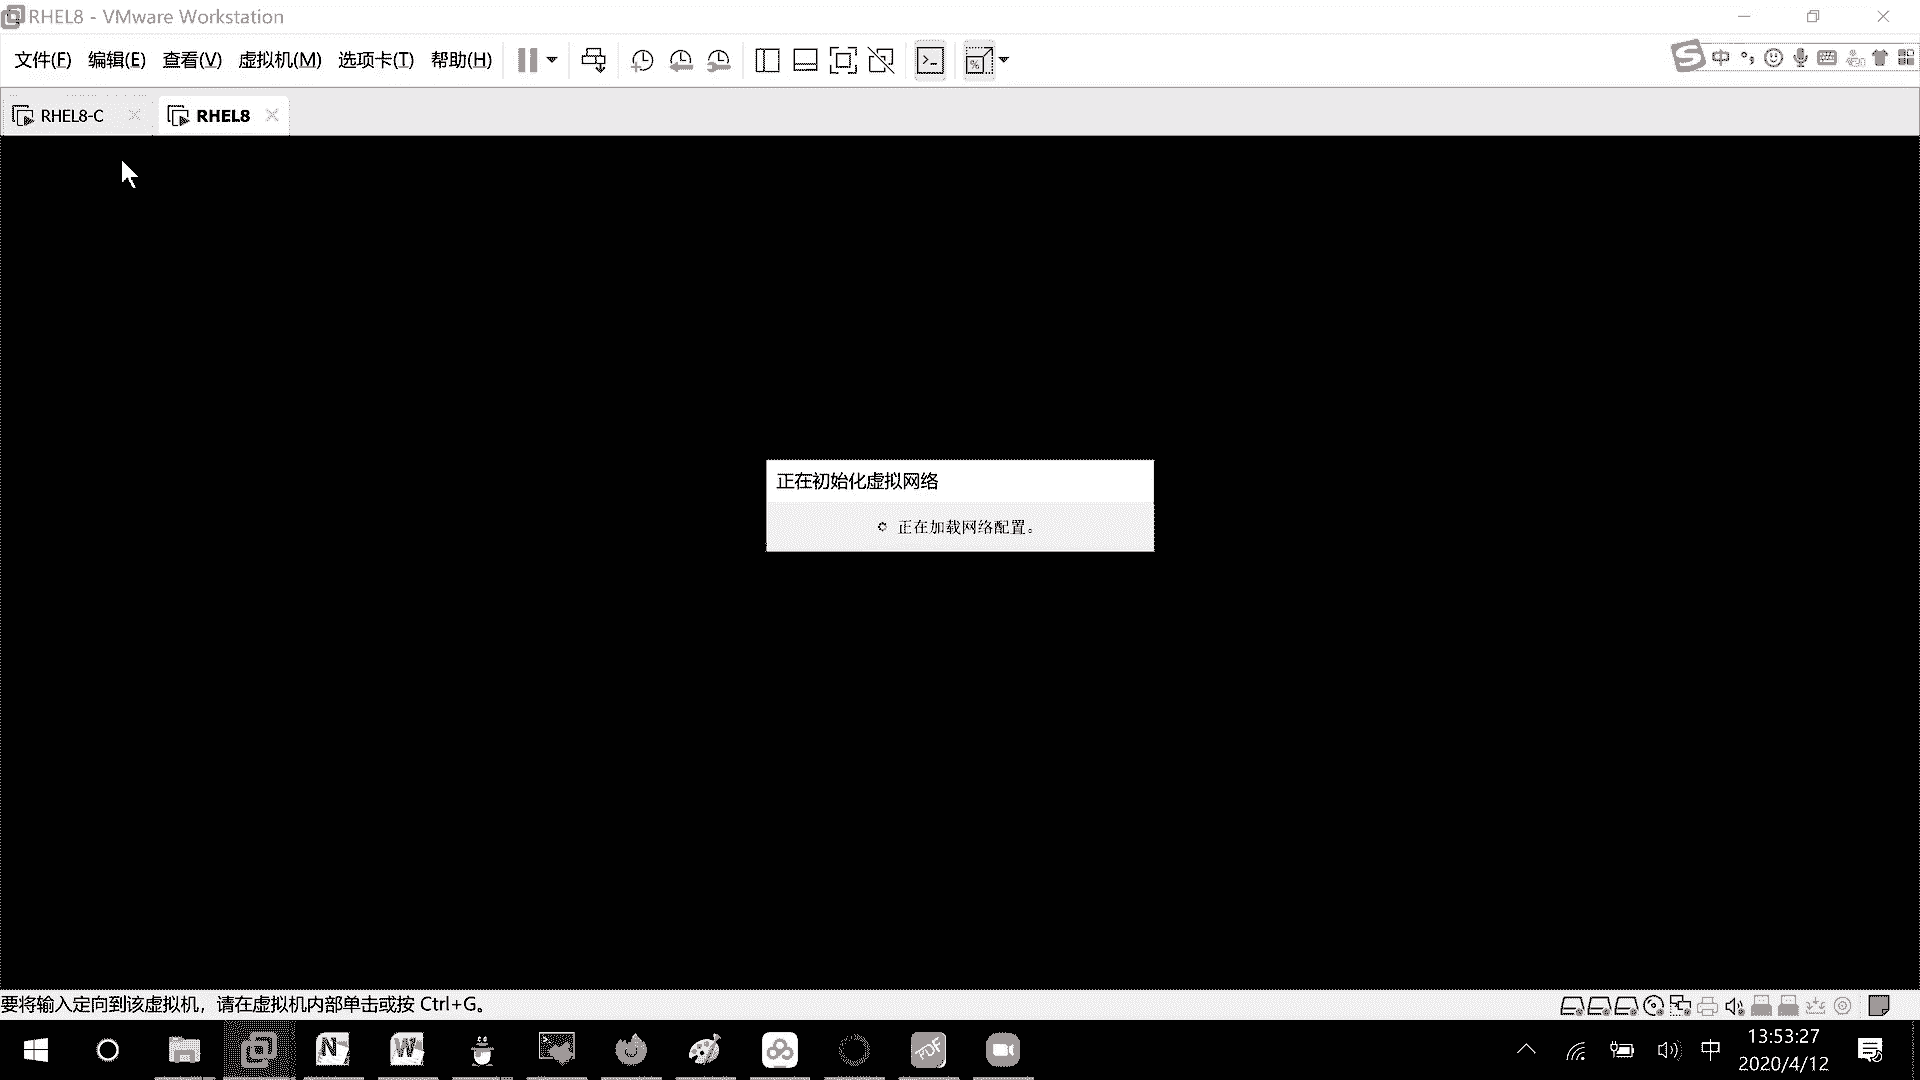 RHEL8 - VMware Workstation
文件(F) 编辑(E) 查看(V) 虚拟机(M) 选项卡(T) 帮助(H)
中
RHEL8-C
RHEL8
正在初始化虚拟网络
正在加载网络配置。
要将输入定向到该虚拟机，请在虚拟机内部单击或按 Ctrl+G。
N
W
PDF
中
13:53:27
2020/4/12